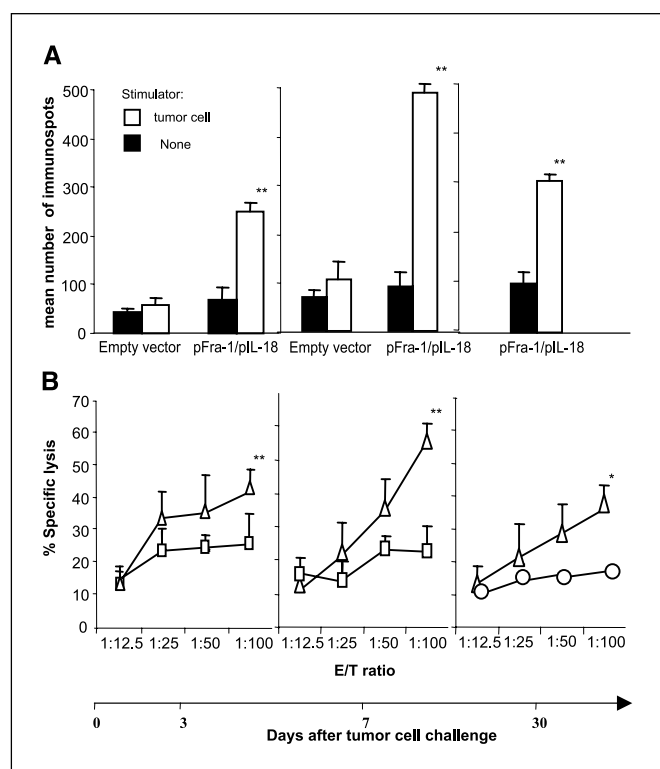 A
mean number of immunospots
500
400
300
200
100
0
Stimulator:
tumor cell
None
**
**
**
Empty vector pFra-1/pIL-18 Empty vector pFra-1/pIL-18 pFra-1/pIL-18
B
% Specific lysis
70
60
50
40
30
20
10
0
**
**
*
1:12.5 1:25 1:50 1:100 1:12.5 1:25 1:50 1:100 1:12.5 1:25 1:50 1:100
E/T ratio
0 3 7 30
Days after tumor cell challenge